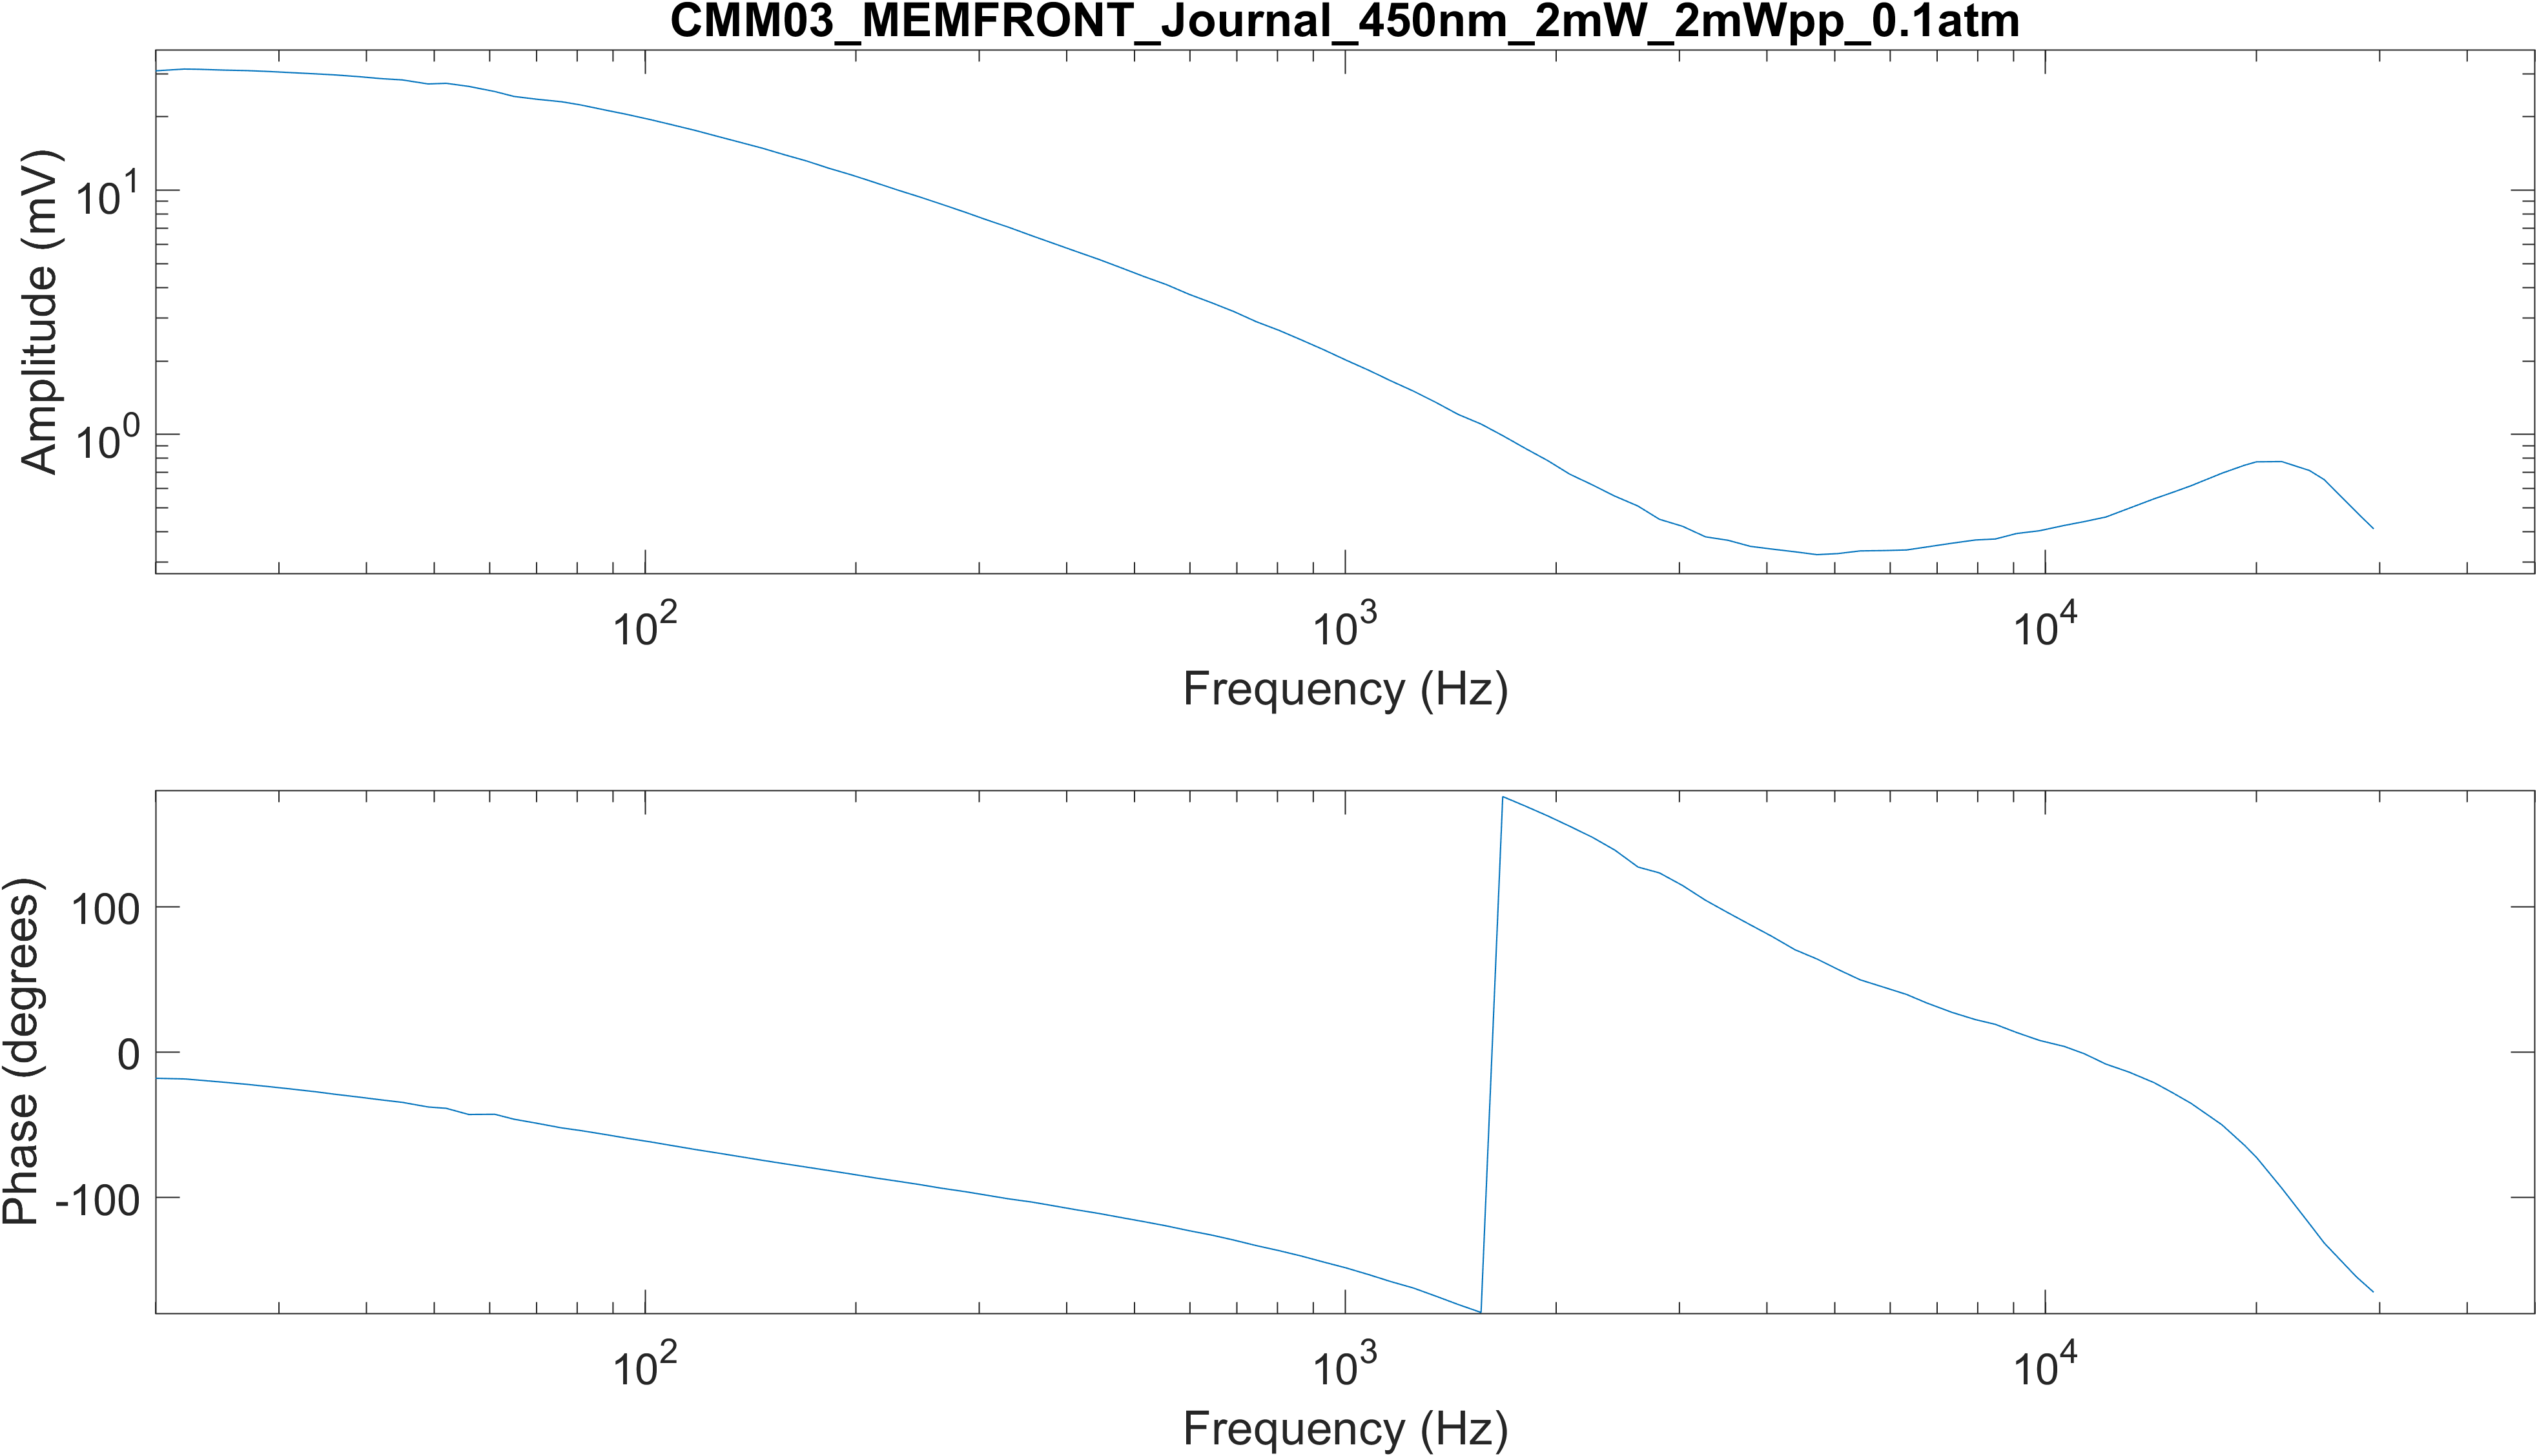 CMM03_MEMFRONT_Journal_450nm_2mW_2mWpp_0.1atm
Amplitude (mV)
10^1
10^0
10^2
10^3
10^4
Frequency (Hz)
Phase (degrees)
100
0
-100
10^2
10^3
10^4
Frequency (Hz)